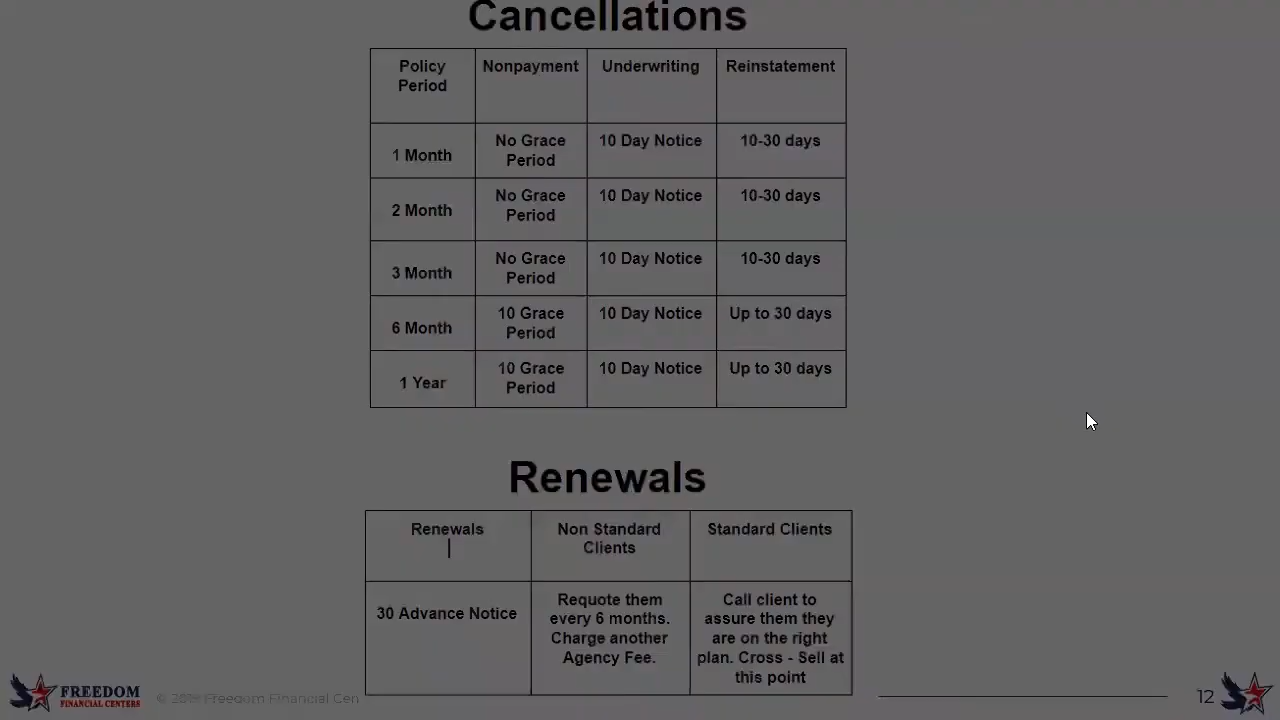 Cancellations
Policy Period
Nonpayment
Underwriting
Reinstatement
1 Month
No Grace Period
10 Day Notice
10-30 days
2 Month
No Grace Period
10 Day Notice
10-30 days
3 Month
No Grace Period
10 Day Notice
10-30 days
6 Month
10 Grace Period
10 Day Notice
Up to 30 days
1 Year
10 Grace Period
10 Day Notice
Up to 30 days
Renewals
Renewals
Non Standard
Clients
Standard Clients
30 Advance Notice
Requote them
every 6 months.
Charge another
Agency Fee.
Call client to
assure them they
are on the right
plan. Cross - Sell at
this point
FREEDOM
FINANCIAL CENTERS
© Freedom Financial Cen
12